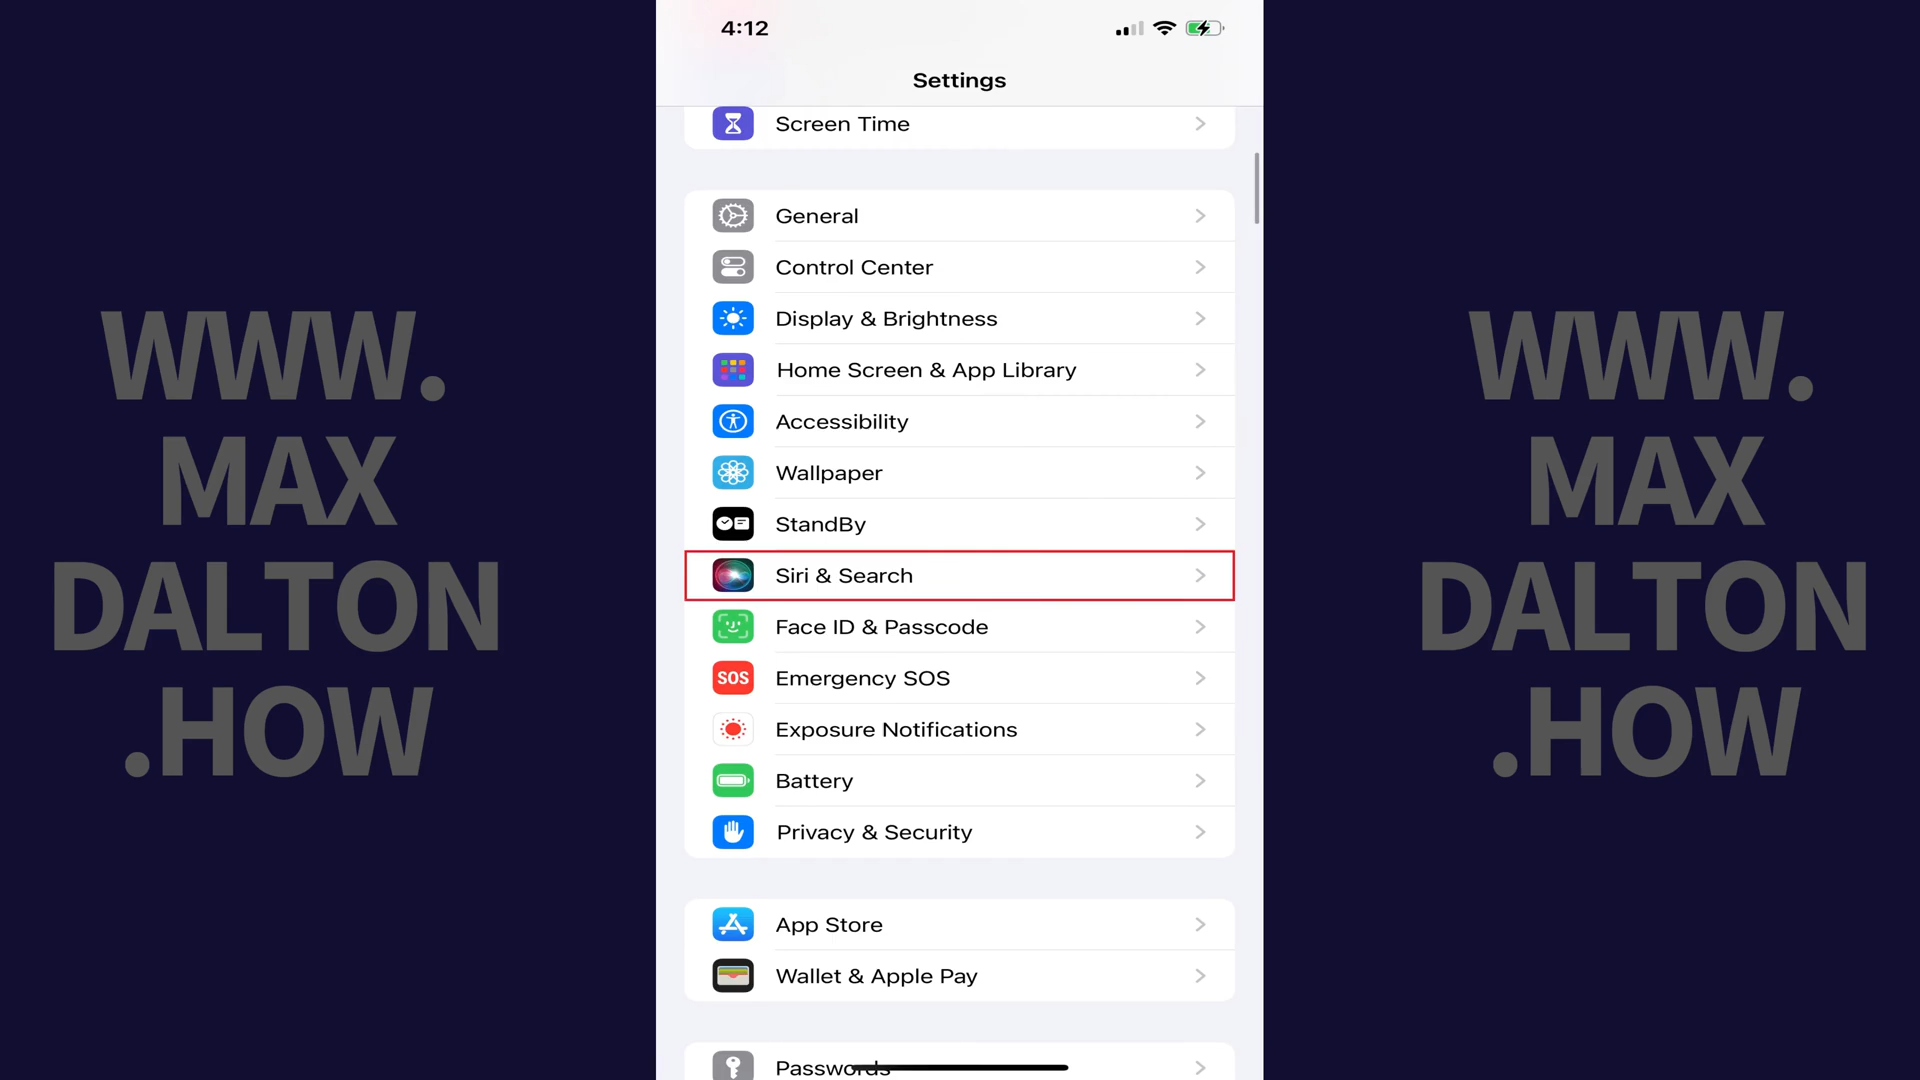 4:12
Settings
Screen Time
General
Control Center
Display & Brightness
Home Screen & App Library
Accessibility
Wallpaper
StandBy
Siri & Search
Face ID & Passcode
SOS Emergency SOS
Exposure Notifications
Battery
Privacy & Security
App Store
Wallet & Apple Pay
Passwords
WWW.
MAX
DALTON
.HOW
WWW.
MAX
DALTON
.HOW